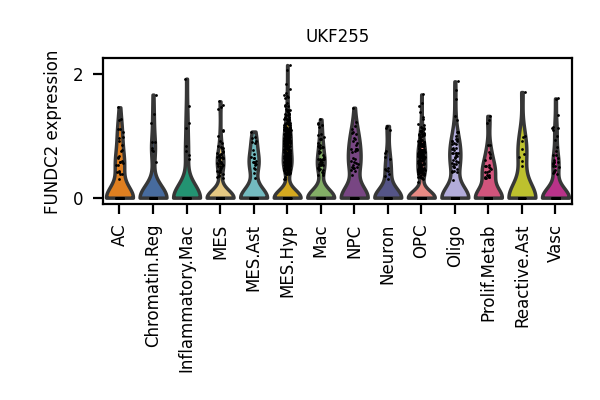 UKF255
FUNDC2 expression
2
0
AC
Chromatin.Reg
Inflammatory.Mac
MES
MES.Ast
MES.Hyp
Mac
NPC
Neuron
OPC
Oligo
Prolif.Metab
Reactive.Ast
Vasc